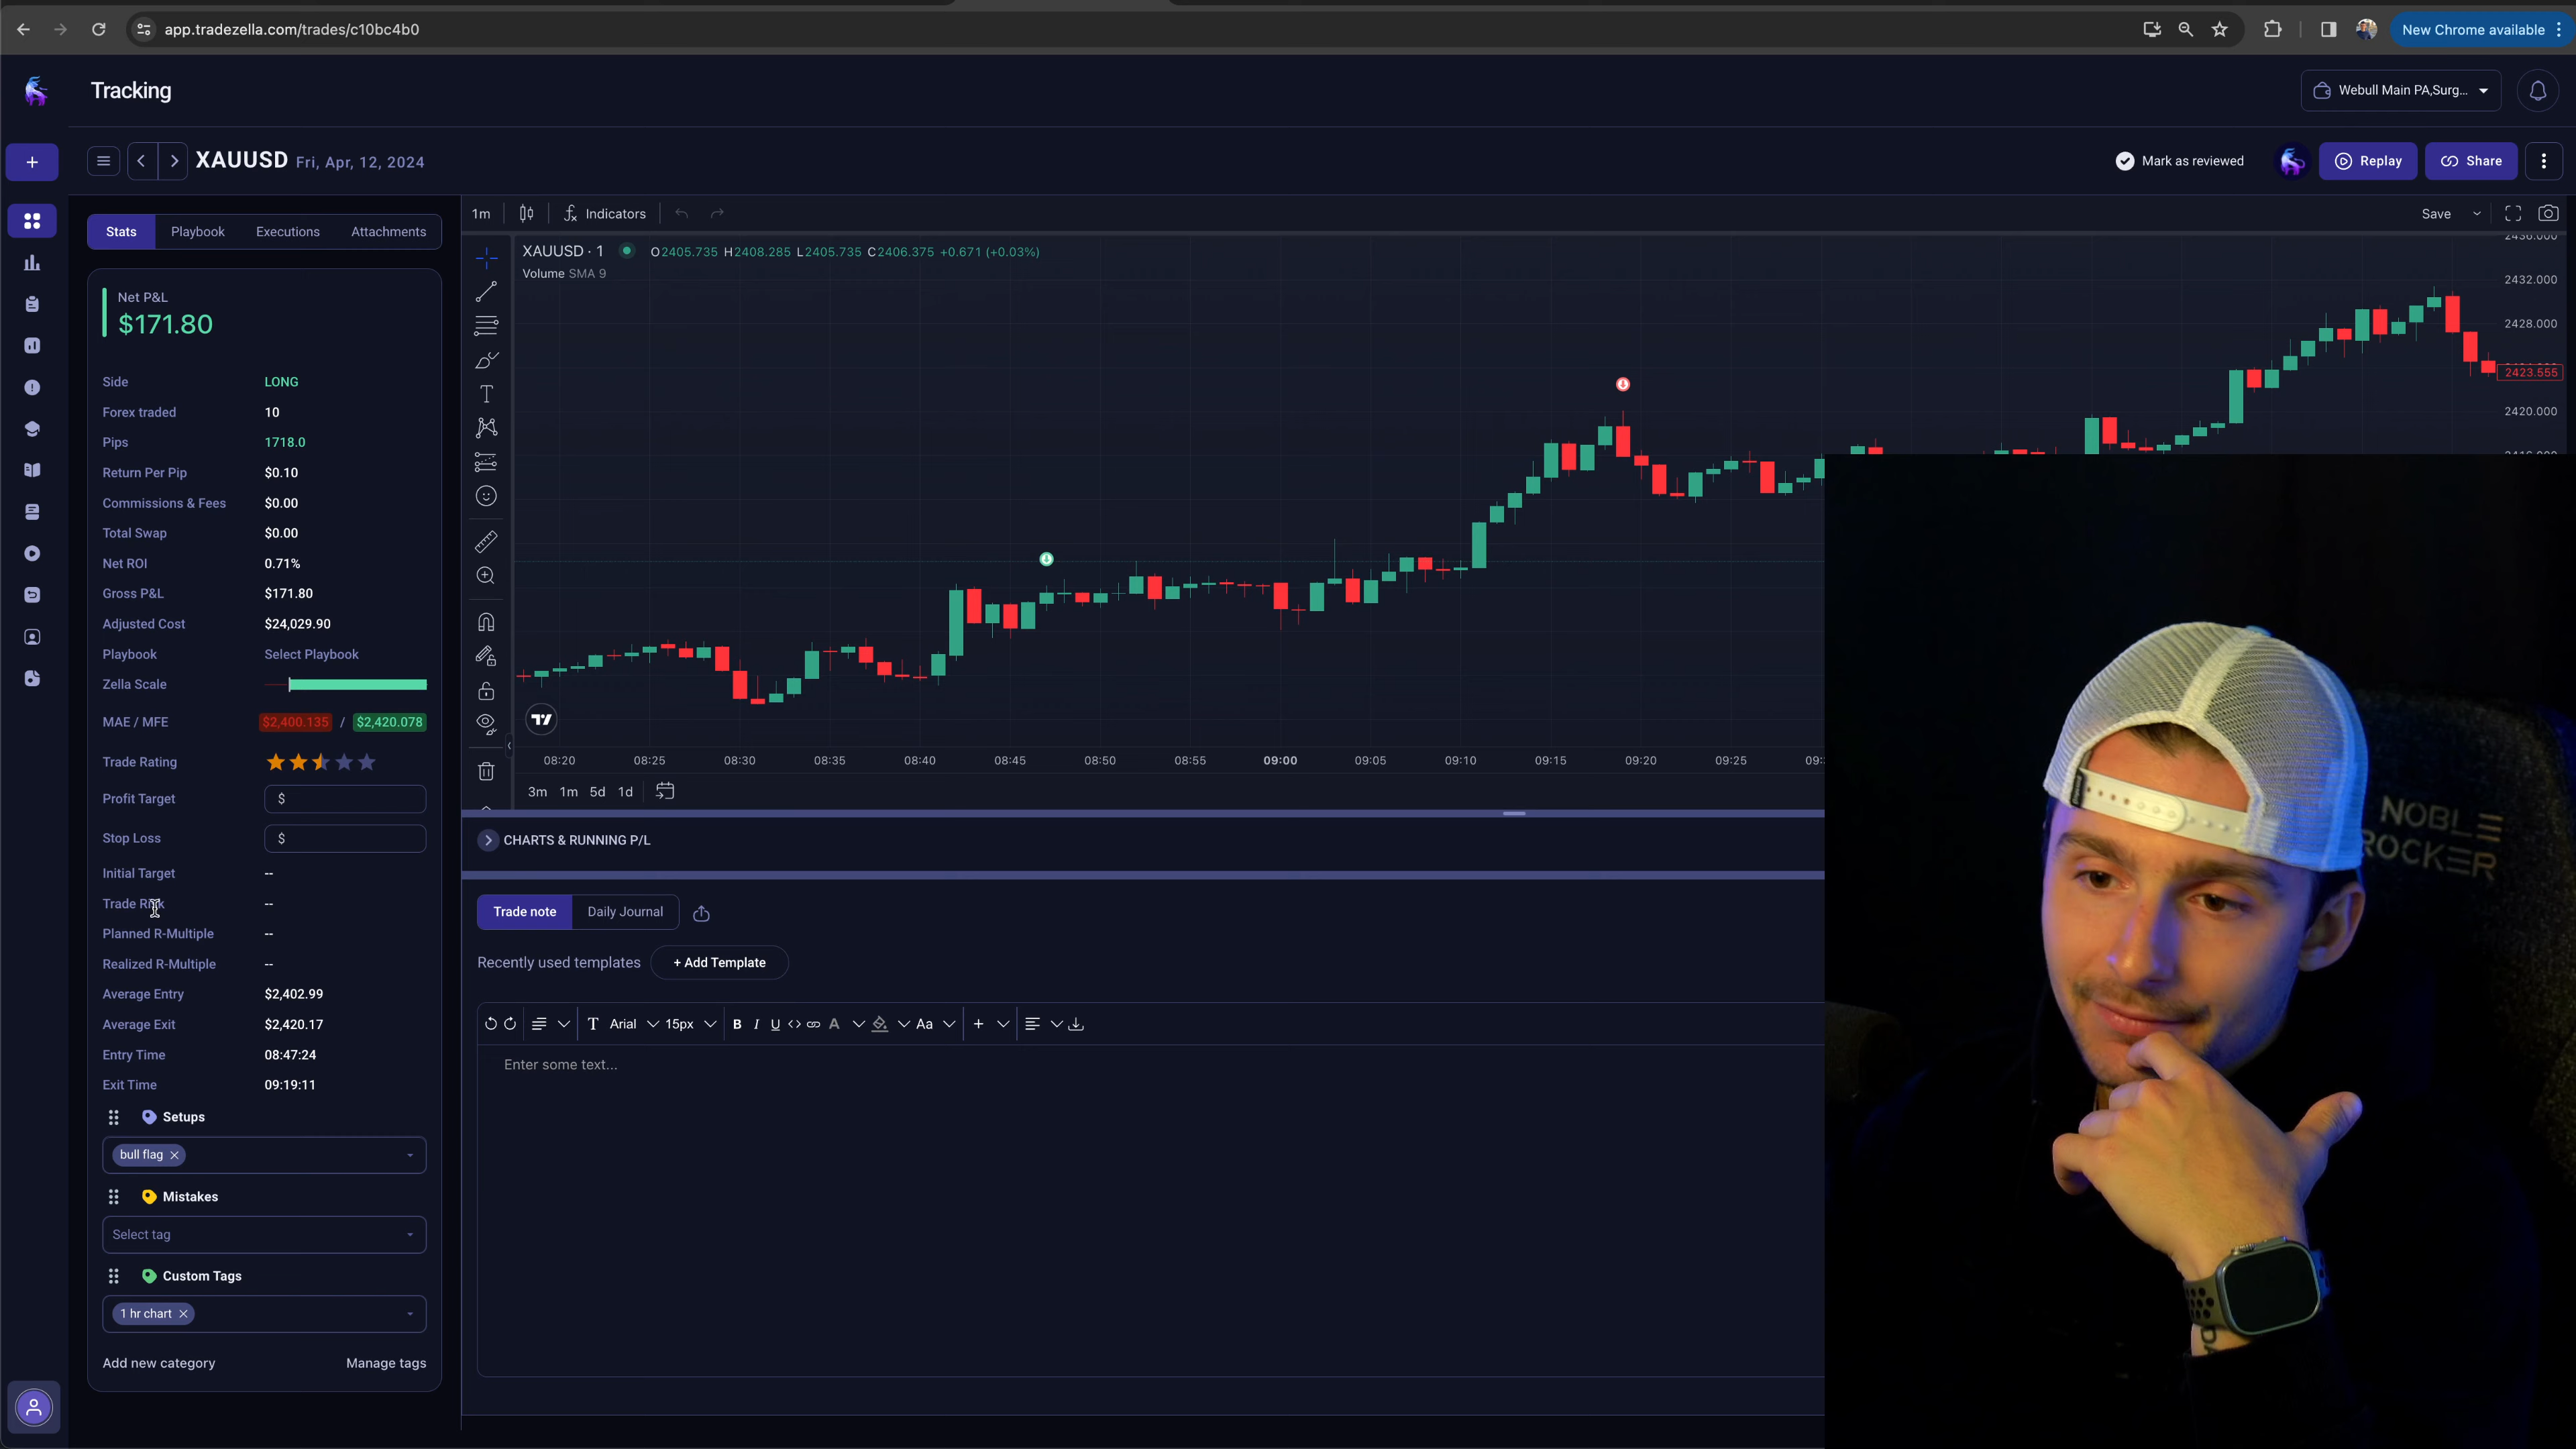 app.tradezella.com/trades/c10bc4b0
New Chrome available
Tracking
Webull Main PA,Surg...
XAUUSD Fri, Apr, 12, 2024
Mark as reviewed
Replay
Share
Stats
Playbook
Executions
Attachments
Net P&L
$171.80
Side LONG
Forex traded 10
Pips 1718.0
Return Per Pip $0.10
Commissions & Fees $0.00
Total Swap $0.00
Net ROI 0.71%
Gross P&L $171.80
Adjusted Cost $24,029.90
Playbook Select Playbook
Zella Scale
MAE / MFE $2,400.135 / $2,420.078
Trade Rating
Profit Target $
Stop Loss $
Initial Target --
Trade Risk --
Planned R-Multiple --
Realized R-Multiple --
Average Entry $2,402.99
Average Exit $2,420.17
Entry Time 08:47:24
Exit Time 09:19:11
Setups
bull flag
Mistakes
Select tag
Custom Tags
1 hr chart
Add new category
Manage tags
1m
Indicators
Save
XAUUSD · 1 O2405.735 H2408.285 L2405.735 C2406.375 +0.671 (+0.03%)
Volume SMA 9
2436.000
2432.000
2428.000
2423.555
2420.000
08:20 08:25 08:30 08:35 08:40 08:45 08:50 08:55 09:00 09:05 09:10 09:15 09:20 09:25
3m 1m 5d 1d
CHARTS & RUNNING P/L
Trade note
Daily Journal
Recently used templates
+ Add Template
T Arial 15px B I U A Aa
Enter some text...
NOBLE